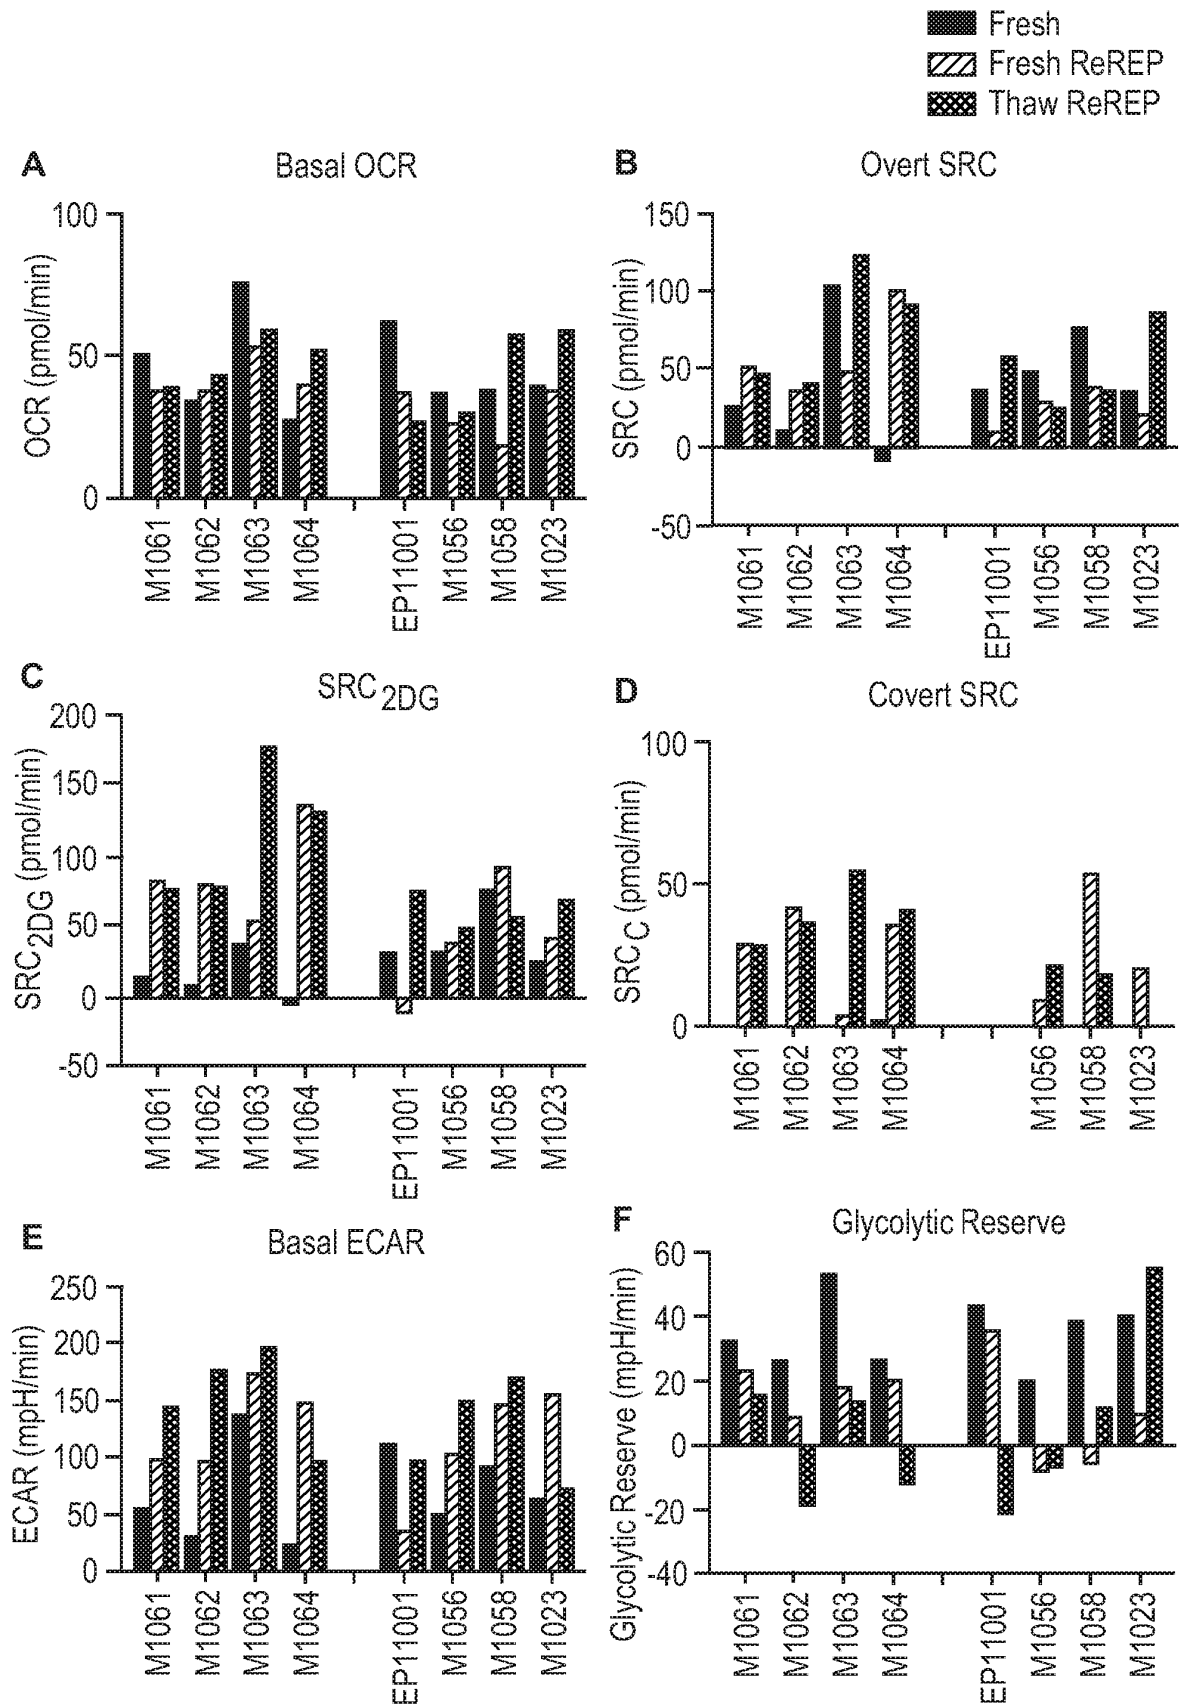 Fresh
Fresh ReREP
Thaw ReREP
A
Basal OCR
OCR (pmol/min)
100
50
0
M1061
M1062
M1063
M1064
EP11001
M1056
M1058
M1023
B
Overt SRC
SRC (pmol/min)
150
100
50
0
-50
M1061
M1062
M1063
M1064
EP11001
M1056
M1058
M1023
C
SRC2DG
SRC2DG (pmol/min)
200
150
100
50
0
-50
M1061
M1062
M1063
M1064
EP11001
M1056
M1058
M1023
D
Covert SRC
SRCC (pmol/min)
100
50
0
M1061
M1062
M1063
M1064
M1056
M1058
M1023
E
Basal ECAR
ECAR (mpH/min)
250
200
150
100
50
0
M1061
M1062
M1063
M1064
EP11001
M1056
M1058
M1023
F
Glycolytic Reserve
Glycolytic Reserve (mpH/min)
60
40
20
0
-20
-40
M1061
M1062
M1063
M1064
EP11001
M1056
M1058
M1023